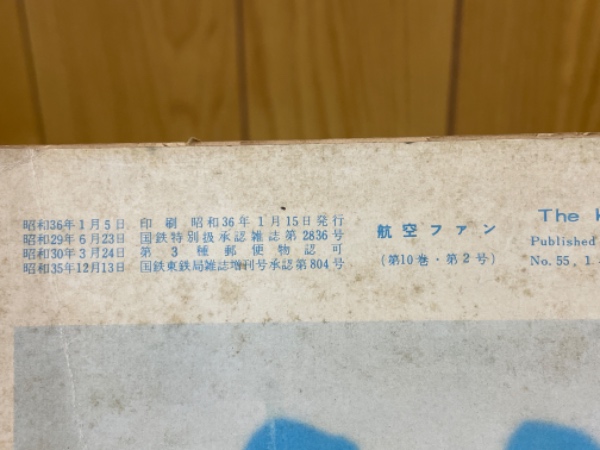 昭和36年1月5日 印刷 昭和36年1月15日発行
昭和29年6月23日 国鉄特別扱承認雑誌第2836号
昭和30年3月24日 第3種郵便物認可
昭和35年12月13日 国鉄東鉄局雑誌増刊号承認第804号
航空ファン
(第10巻・第2号)
The K
Published
No. 55, 1